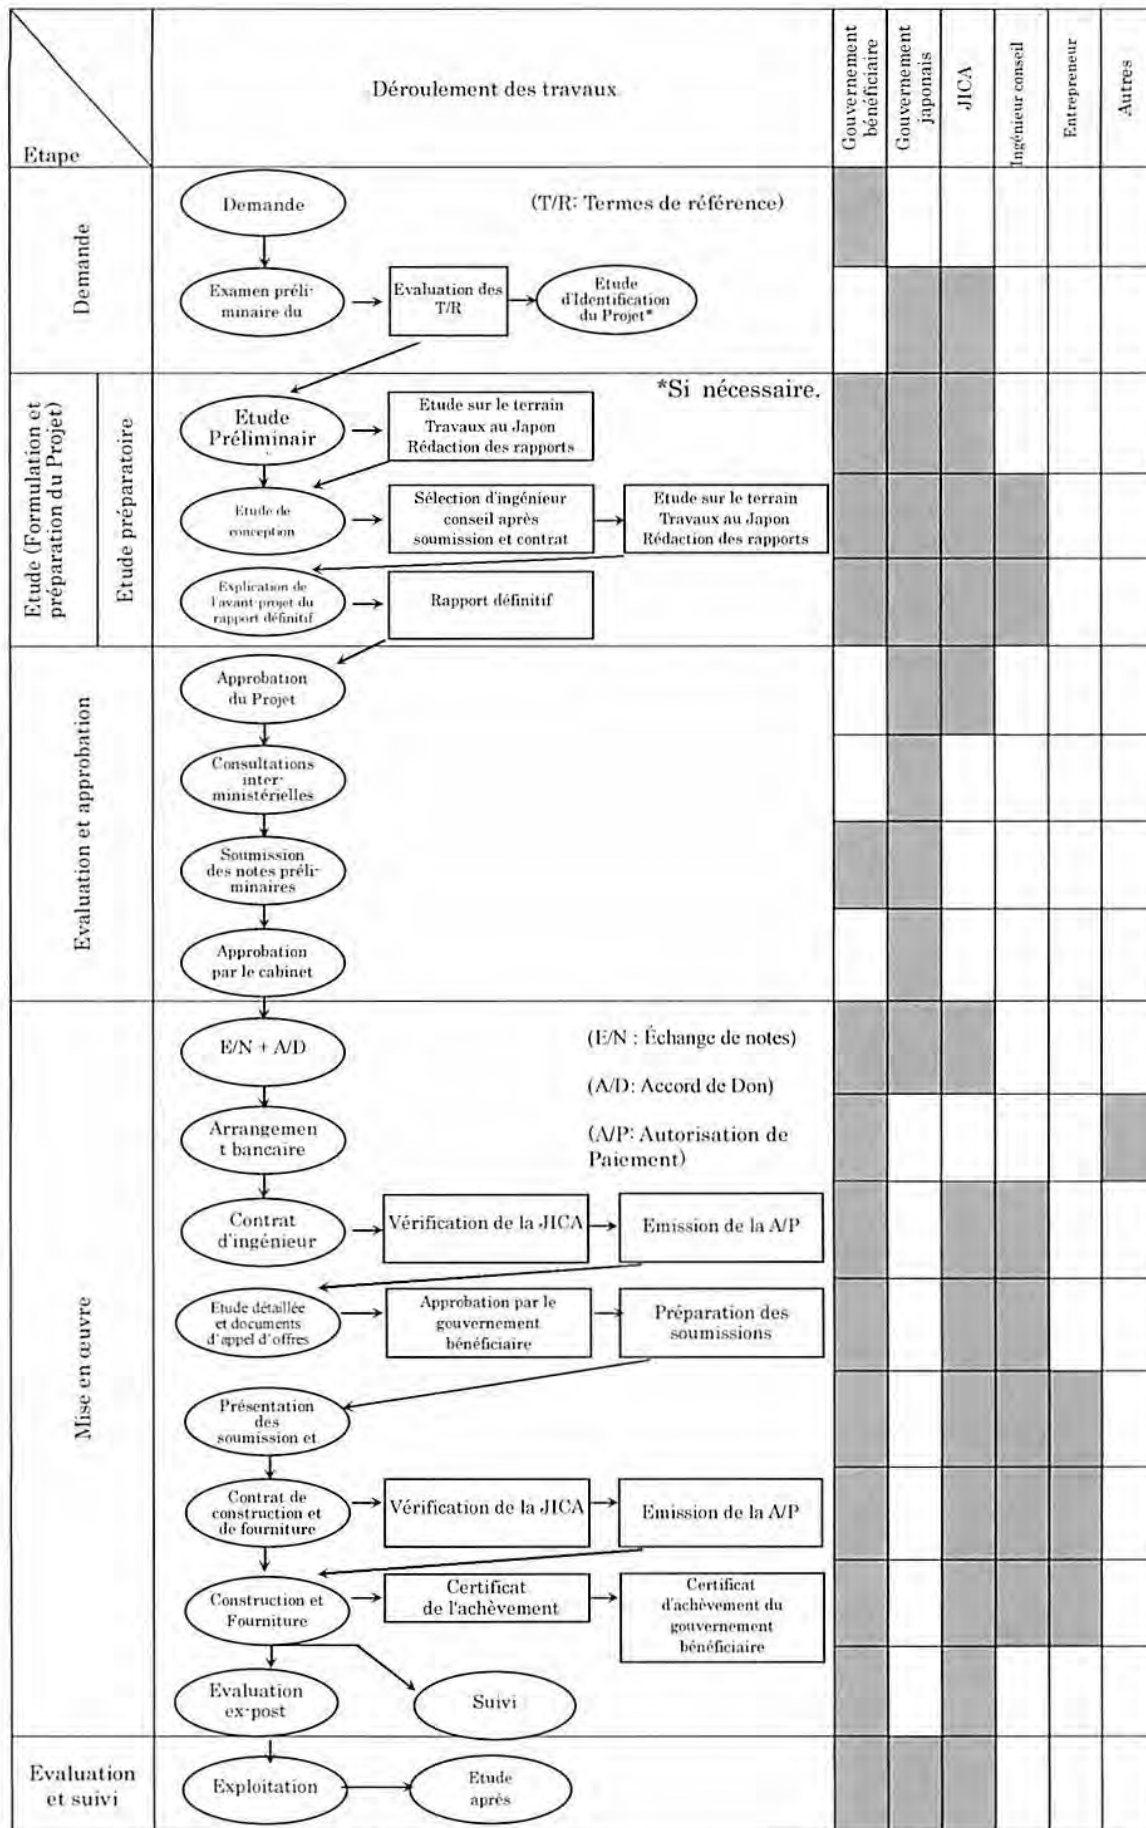 Etape
Déroulement des travaux
Gouvernement
bénéficiaire
Gouvernement
japonais
JICA
Ingénieur conseil
Entrepreneur
Autres
Demande
Demande
(T/R: Termes de référence)
Examen préli-
minaire du
Evaluation des
T/R
Etude
d'Identification
du Projet*
*Si nécessaire.
Etude (Formulation et
préparation du Projet)
Etude préparatoire
Etude
Préliminair
Etude sur le terrain
Travaux au Japon
Rédaction des rapports
Etude de
conception
Sélection d'ingénieur
conseil après
soumission et contrat
Etude sur le terrain
Travaux au Japon
Rédaction des rapports
Explication de
l'avant-projet du
rapport définitif
Rapport définitif
Evaluation et approbation
Approbation
du Projet
Consultations
inter-
ministérielles
Soumission
des notes préli-
minaires
Approbation
par le cabinet
Mise en œuvre
E/N + A/D
(E/N : Échange de notes)
(A/D: Accord de Don)
(A/P: Autorisation de
Paiement)
Arrangemen
t bancaire
Contrat
d'ingénieur
Vérification de la JICA
Emission de la A/P
Etude détaillée
et documents
d'appel d'offres
Approbation par le
gouvernement
bénéficiaire
Préparation des
soumissions
Présentation
des
soumission et
Contrat de
construction et
de fourniture
Vérification de la JICA
Emission de la A/P
Construction et
Fourniture
Certificat
de l'achèvement
Certificat
d'achèvement du
gouvernement
bénéficiaire
Evaluation
ex-post
Suivi
Evaluation
et suivi
Exploitation
Etude
après